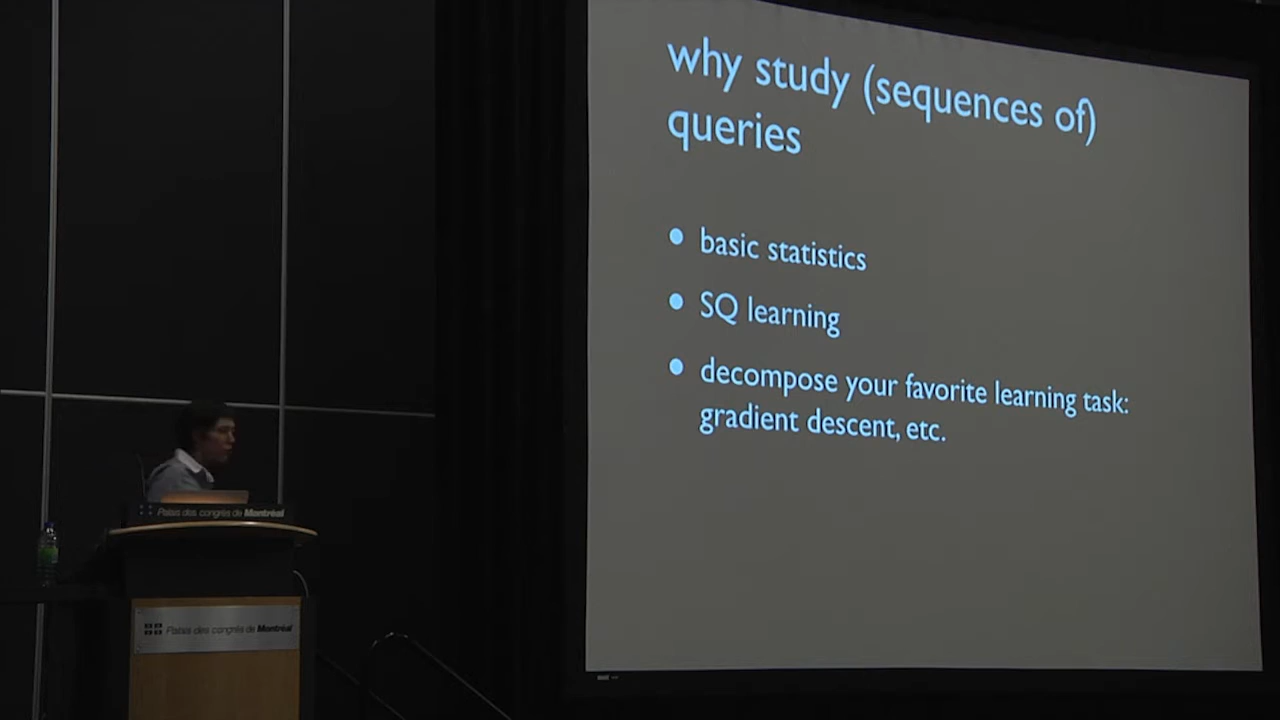 why study (sequences of)
queries
• basic statistics
• SQ learning
• decompose your favorite learning task:
gradient descent, etc.
Palais des congrès de Montréal
Palais des congrès de Montréal